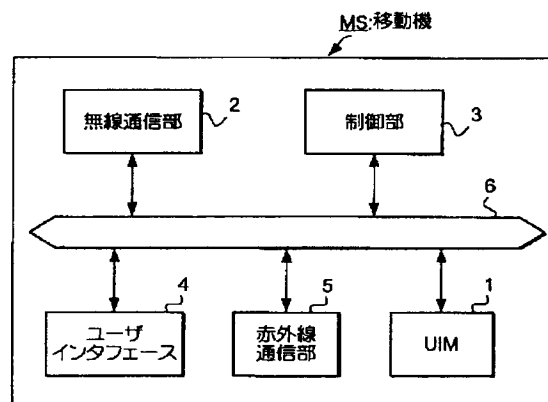 MS:移動機
無線通信部
2
制御部
3
6
4
ユーザ
インタフェース
5
赤外線
通信部
1
UIM